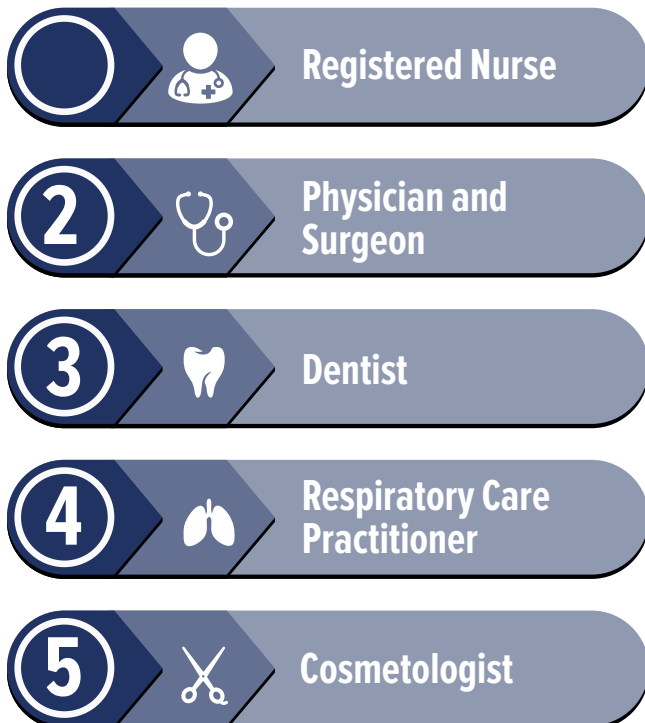 Registered Nurse
2
Physician and
Surgeon
3
Dentist
4
Respiratory Care
Practitioner
5
Cosmetologist